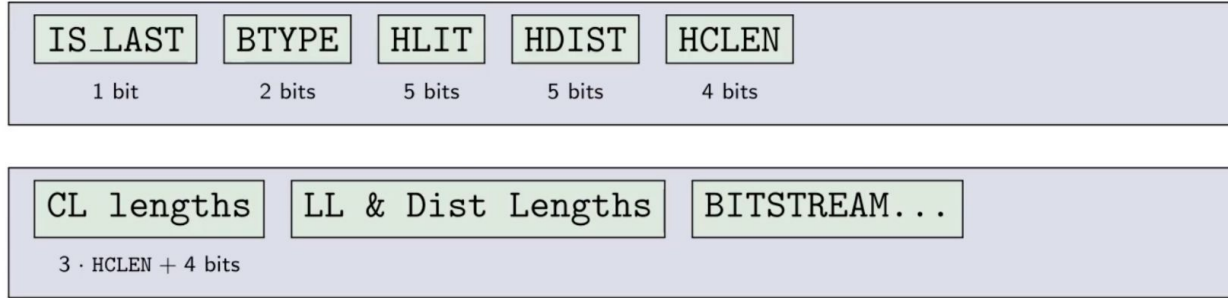 IS_LAST BTYPE HLIT HDIST HCLEN
1 bit 2 bits 5 bits 5 bits 4 bits
CL lengths LL & Dist Lengths BITSTREAM...
3 · HCLEN + 4 bits